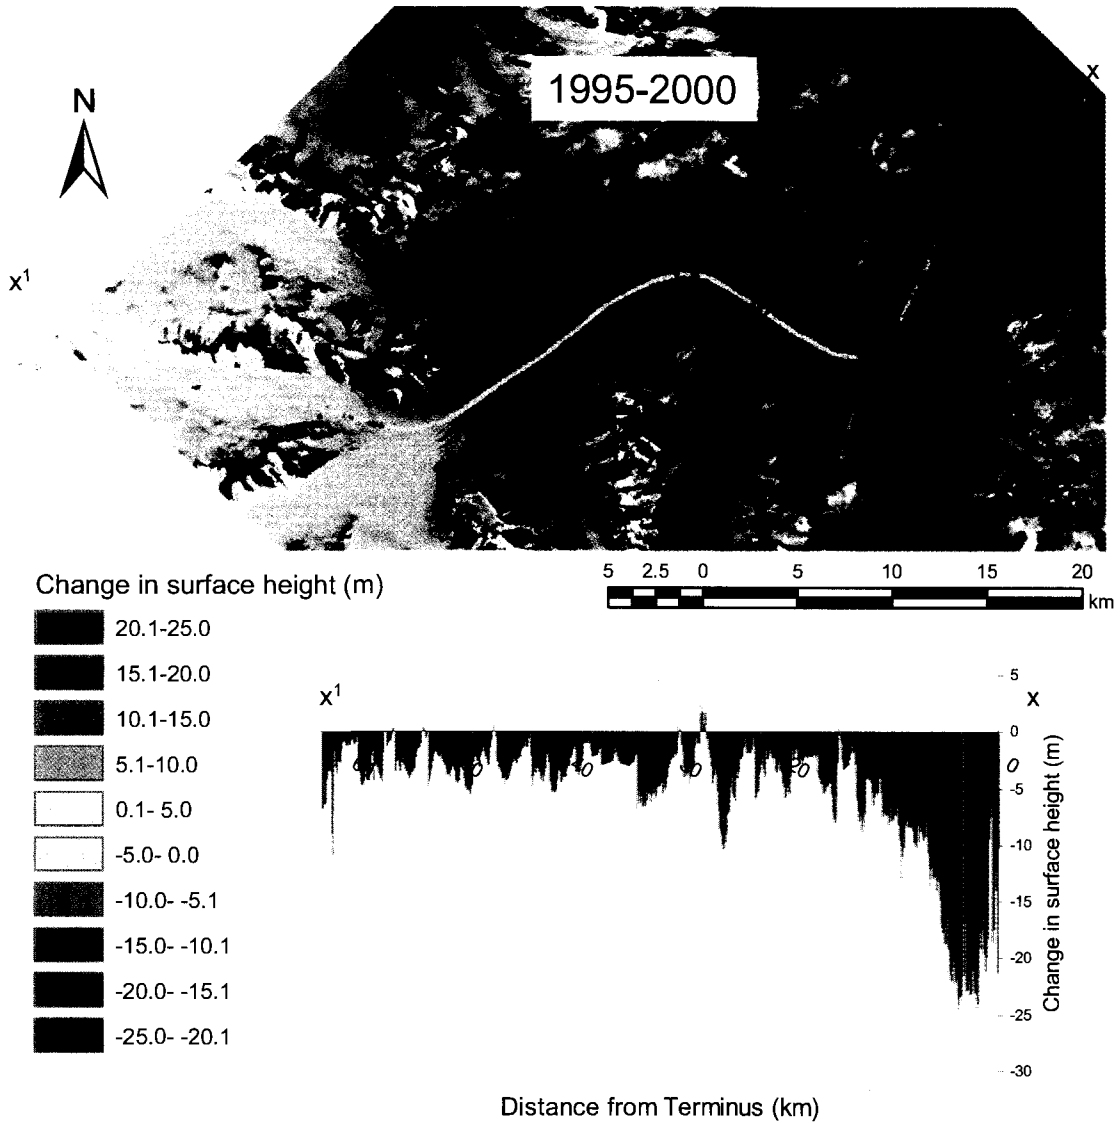 1995-2000
x
N
x¹
Change in surface height (m)
20.1-25.0
15.1-20.0
10.1-15.0
5.1-10.0
0.1- 5.0
-5.0- 0.0
-10.0- -5.1
-15.0- -10.1
-20.0- -15.1
-25.0- -20.1
5 2.5 0 5 10 15 20
km
x¹
x
5
0
-5
-10
-15
-20
-25
-30
0
Change in surface height (m)
Distance from Terminus (km)